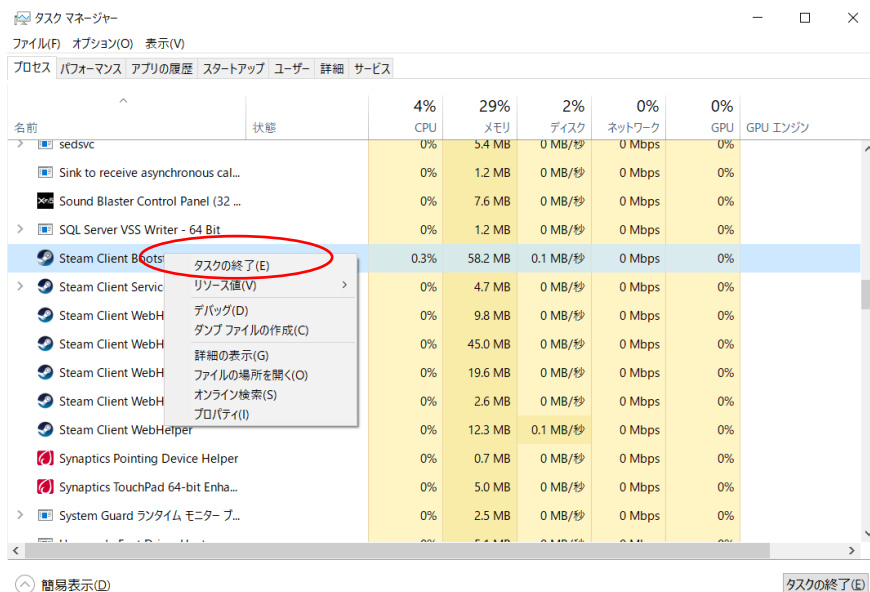 タスク マネージャー
ファイル(F) オプション(O) 表示(V)
プロセス パフォーマンス アプリの履歴 スタートアップ ユーザー 詳細 サービス
4% 29% 2% 0% 0%
名前 状態 CPU メモリ ディスク ネットワーク GPU GPU エンジン
sedsvc 0% 5.4 MB 0 MB/秒 0 Mbps 0%
Sink to receive asynchronous cal... 0% 1.2 MB 0 MB/秒 0 Mbps 0%
Sound Blaster Control Panel (32 ... 0% 7.6 MB 0 MB/秒 0 Mbps 0%
SQL Server VSS Writer - 64 Bit 0% 1.2 MB 0 MB/秒 0 Mbps 0%
Steam Client 0.3% 58.2 MB 0.1 MB/秒 0 Mbps 0%
タスクの終了(E)
Steam Client 0% 4.7 MB 0 MB/秒 0 Mbps 0%
リソース値(V)
Steam Client 0% 9.8 MB 0 MB/秒 0 Mbps 0%
デバッグ(D)
ダンプ ファイルの作成(C)
Steam Client 0% 45.0 MB 0 MB/秒 0 Mbps 0%
詳細の表示(G)
Steam Client 0% 19.6 MB 0 MB/秒 0 Mbps 0%
ファイルの場所を開く(O)
オンライン検索(S)
Steam Client 0% 2.6 MB 0 MB/秒 0 Mbps 0%
プロパティ(I)
Steam Client WebHelper 0% 12.3 MB 0.1 MB/秒 0 Mbps 0%
Synaptics Pointing Device Helper 0% 0.7 MB 0 MB/秒 0 Mbps 0%
Synaptics TouchPad 64-bit Enha... 0% 5.0 MB 0 MB/秒 0 Mbps 0%
System Guard ランタイム モニター ブ... 0% 2.5 MB 0 MB/秒 0 Mbps 0%
簡易表示(D) タスクの終了(E)